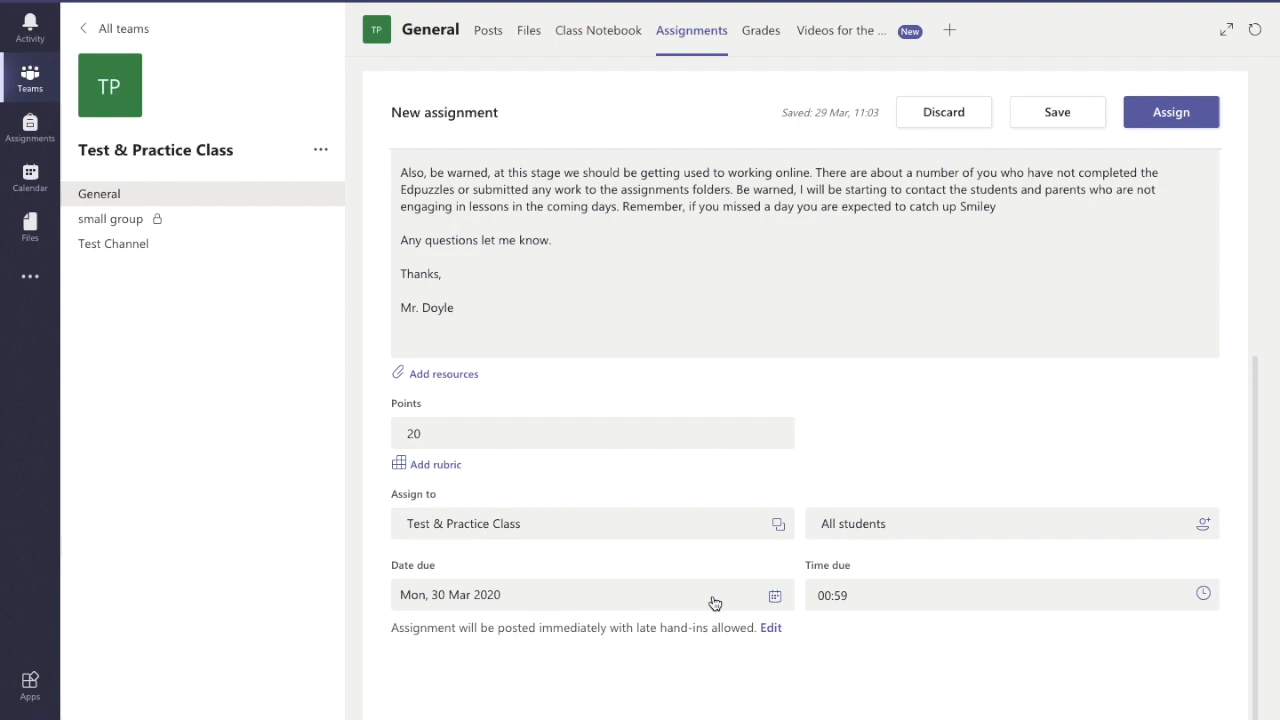 Activity
Teams
Assignments
Calendar
Files
Apps
All teams
TP
Test & Practice Class
General
small group
Test Channel
TP
General Posts Files Class Notebook Assignments Grades Videos for the ... New
New assignment
Saved: 29 Mar, 11:03
Discard
Save
Assign
Also, be warned, at this stage we should be getting used to working online. There are about a number of you who have not completed the
Edpuzzles or submitted any work to the assignments folders. Be warned, I will be starting to contact the students and parents who are not
engaging in lessons in the coming days. Remember, if you missed a day you are expected to catch up Smiley
Any questions let me know.
Thanks,
Mr. Doyle
Add resources
Points
20
Add rubric
Assign to
Test & Practice Class
All students
Date due
Time due
Mon, 30 Mar 2020
00:59
Assignment will be posted immediately with late hand-ins allowed. Edit